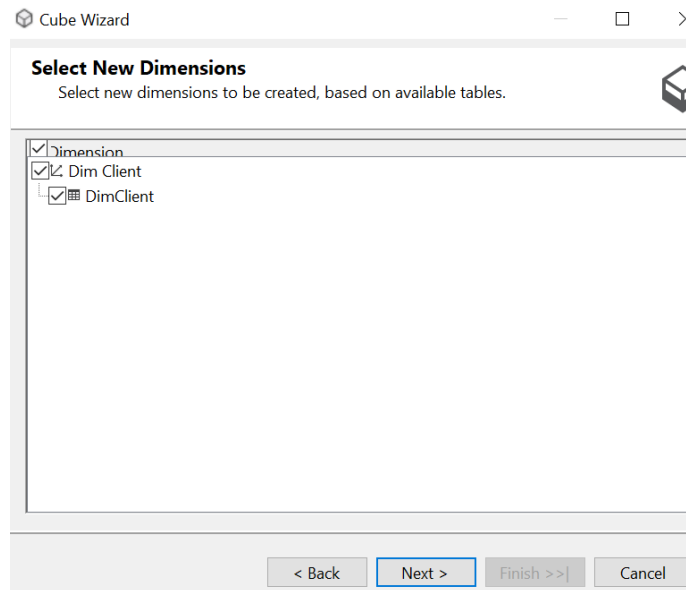 Cube Wizard
Select New Dimensions
Select new dimensions to be created, based on available tables.
Dimension
Dim Client
DimClient
< Back
Next >
Finish >>|
Cancel